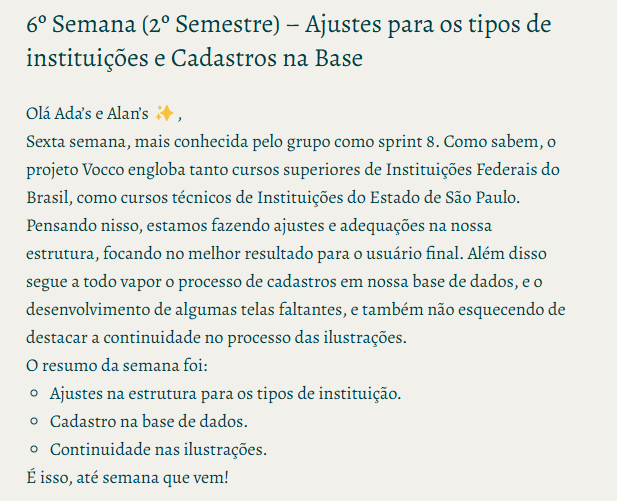 6º Semana (2º Semestre) – Ajustes para os tipos de
instituições e Cadastros na Base
Olá Ada's e Alan's ✨ ,
Sexta semana, mais conhecida pelo grupo como sprint 8. Como sabem, o
projeto Vocco engloba tanto cursos superiores de Instituições Federais do
Brasil, como cursos técnicos de Instituições do Estado de São Paulo.
Pensando nisso, estamos fazendo ajustes e adequações na nossa
estrutura, focando no melhor resultado para o usuário final. Além disso
segue a todo vapor o processo de cadastros em nossa base de dados, e o
desenvolvimento de algumas telas faltantes, e também não esquecendo de
destacar a continuidade no processo das ilustrações.
O resumo da semana foi:
○ Ajustes na estrutura para os tipos de instituição.
○ Cadastro na base de dados.
○ Continuidade nas ilustrações.
É isso, até semana que vem!